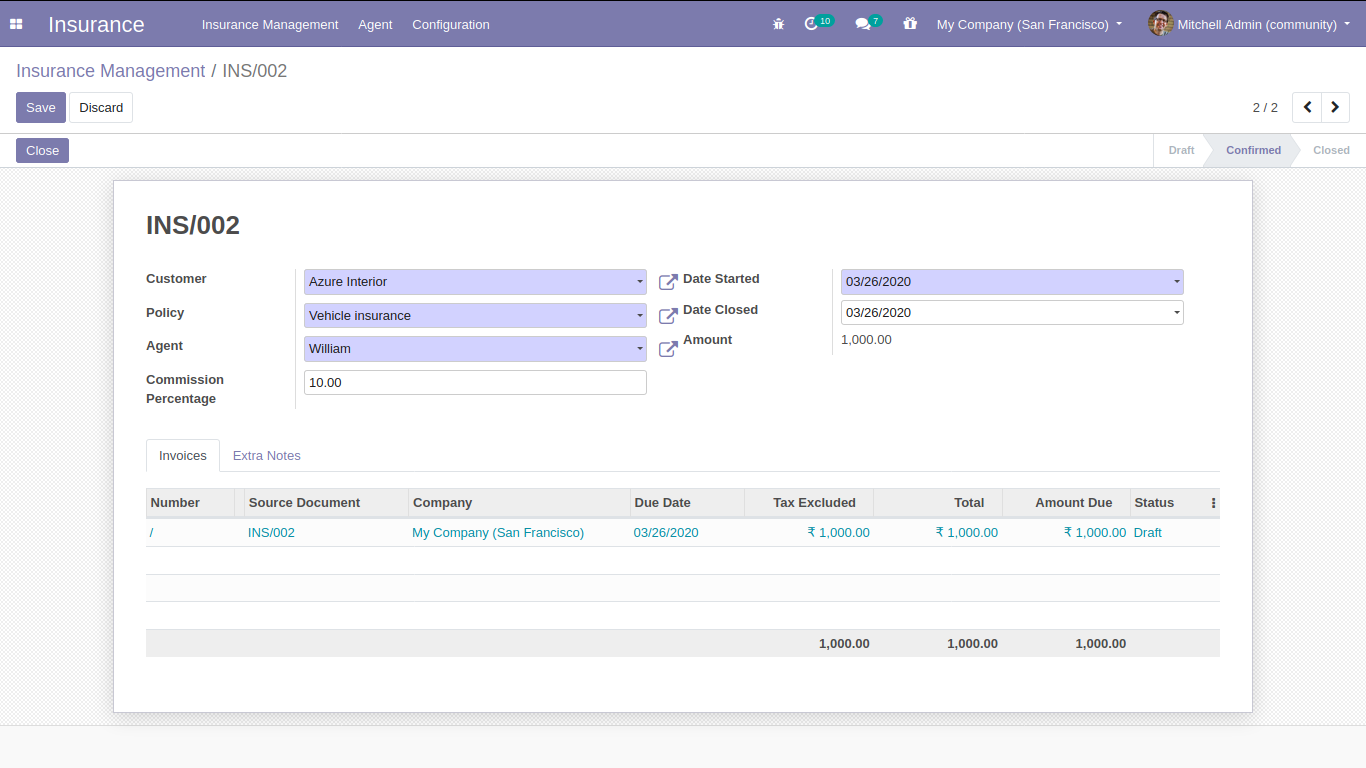 Insurance Insurance Management Agent Configuration 10 7 My Company (San Francisco) Mitchell Admin (community)
Insurance Management / INS/002
Save Discard 2 / 2
Close Draft Confirmed Closed
INS/002
Customer Azure Interior Date Started 03/26/2020
Policy Vehicle insurance Date Closed 03/26/2020
Agent William Amount 1,000.00
Commission Percentage 10.00
Invoices Extra Notes
Number Source Document Company Due Date Tax Excluded Total Amount Due Status
/ INS/002 My Company (San Francisco) 03/26/2020 ₹ 1,000.00 ₹ 1,000.00 ₹ 1,000.00 Draft
1,000.00 1,000.00 1,000.00